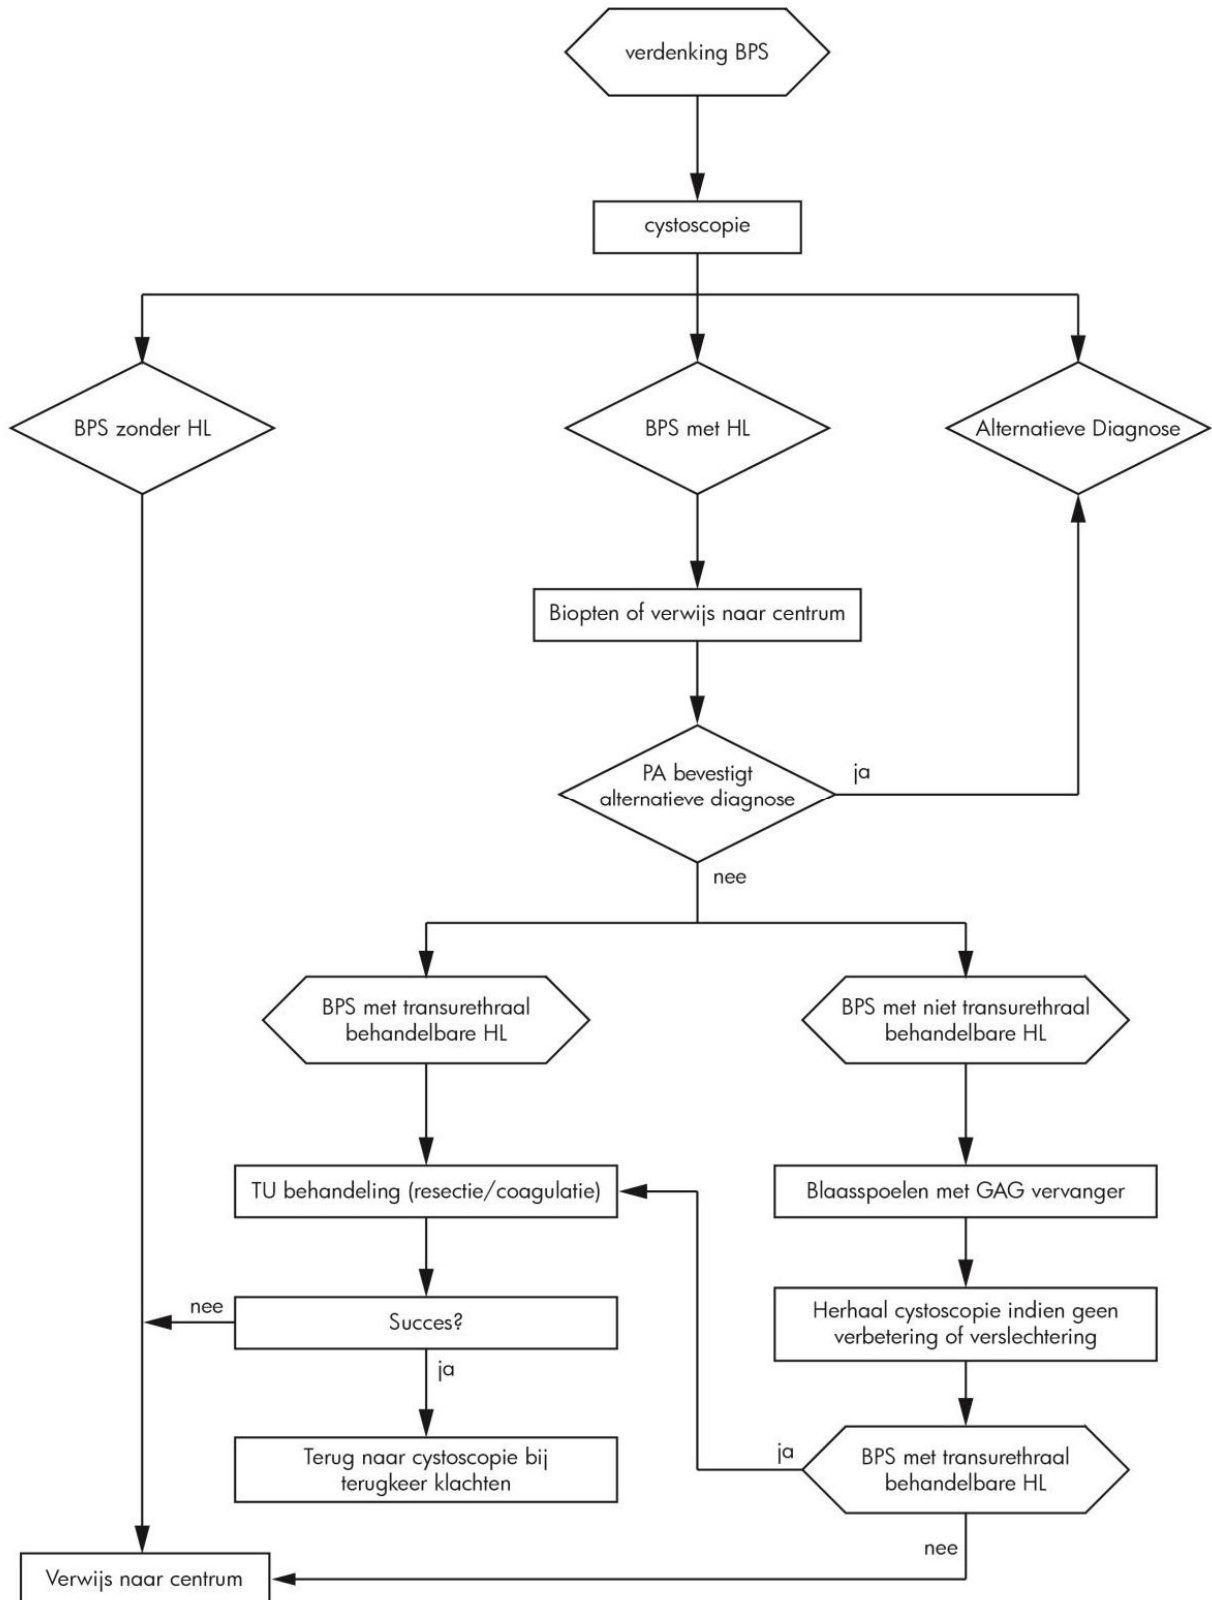 verdenking BPS
cystoscopie
BPS zonder HL
BPS met HL
Alternatieve Diagnose
Biopten of verwijs naar centrum
PA bevestigt
alternatieve diagnose
ja
nee
BPS met transurethraal
behandelbare HL
BPS met niet transurethraal
behandelbare HL
TU behandeling (resectie/coagulatie)
Blaasspoelen met GAG vervanger
nee
Succes?
ja
Herhaal cystoscopie indien geen
verbetering of verslechtering
Terug naar cystoscopie bij
terugkeer klachten
ja
BPS met transurethraal
behandelbare HL
nee
Verwijs naar centrum